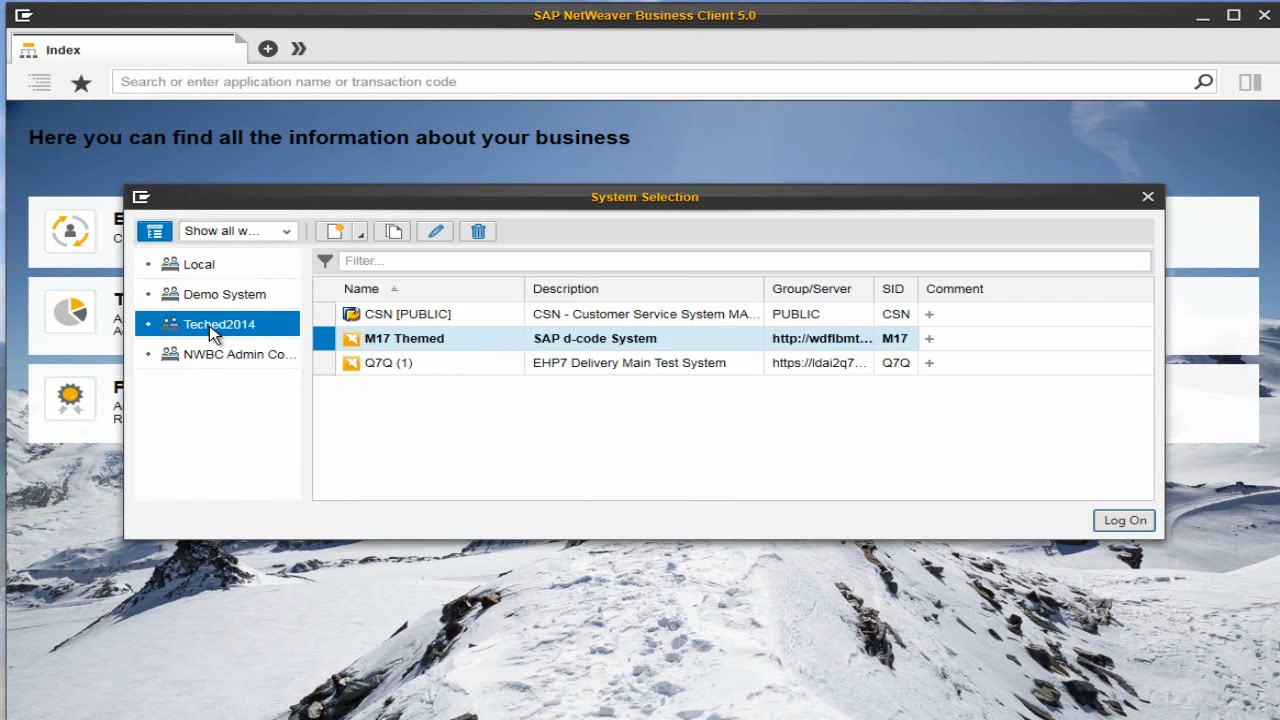 SAP NetWeaver Business Client 5.0
Index
Search or enter application name or transaction code
Here you can find all the information about your business
System Selection
Show all w...
Local
Demo System
Teched2014
NWBC Admin Co...
Filter...
Name Description Group/Server SID Comment
CSN [PUBLIC] CSN - Customer Service System MA... PUBLIC CSN
M17 Themed SAP d-code System http://wdflbmt... M17
Q7Q (1) EHP7 Delivery Main Test System https://ldai2q7... Q7Q
Log On